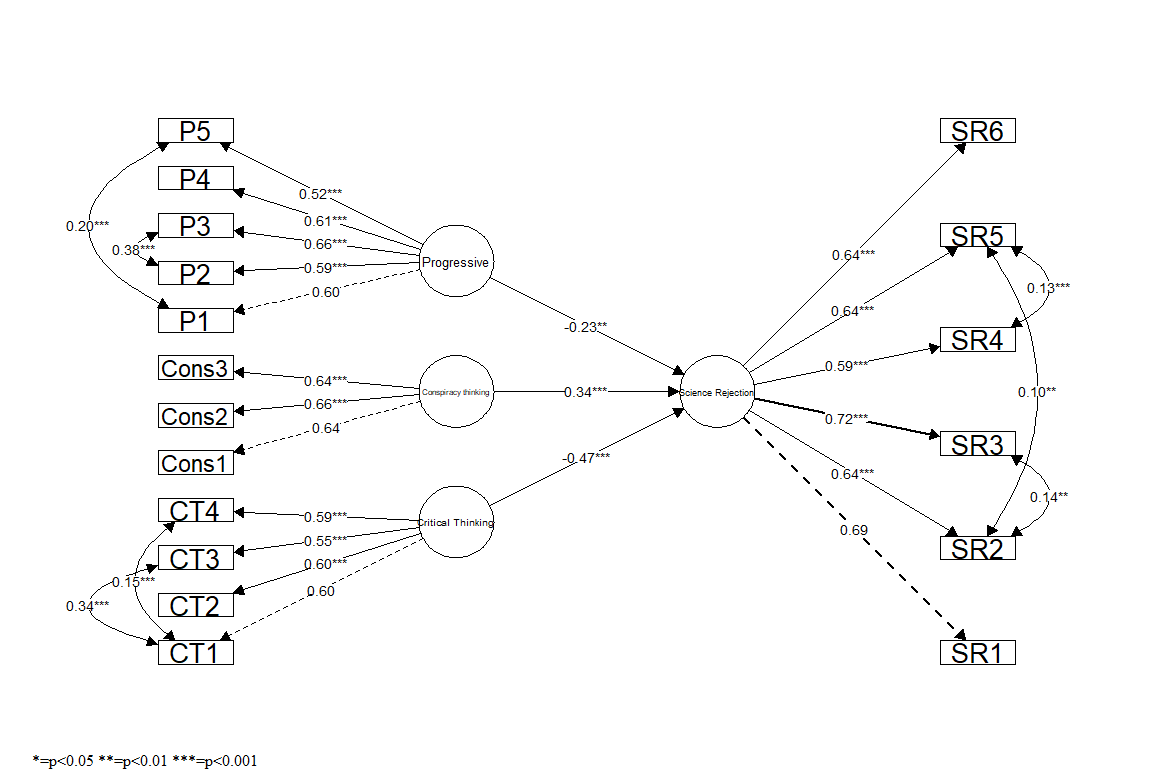 P5
SR6
P4
0.52***
0.61***
P3
0.20***
0.66***
0.38***
SR5
0.64***
P2
0.59***
Progressive
0.13***
0.60
P1
0.64***
-0.23**
SR4
Cons3
0.64***
0.59***
Cons2
0.66***
Conspiracy thinking
0.34***
Science Rejection
0.10**
0.64
0.72***
Cons1
-0.47***
SR3
0.64***
0.14**
CT4
0.59***
Critical Thinking
0.69
CT3
0.55***
SR2
0.60***
0.15***
0.60
0.34***
CT2
CT1
SR1
*=p<0.05 **=p<0.01 ***=p<0.001